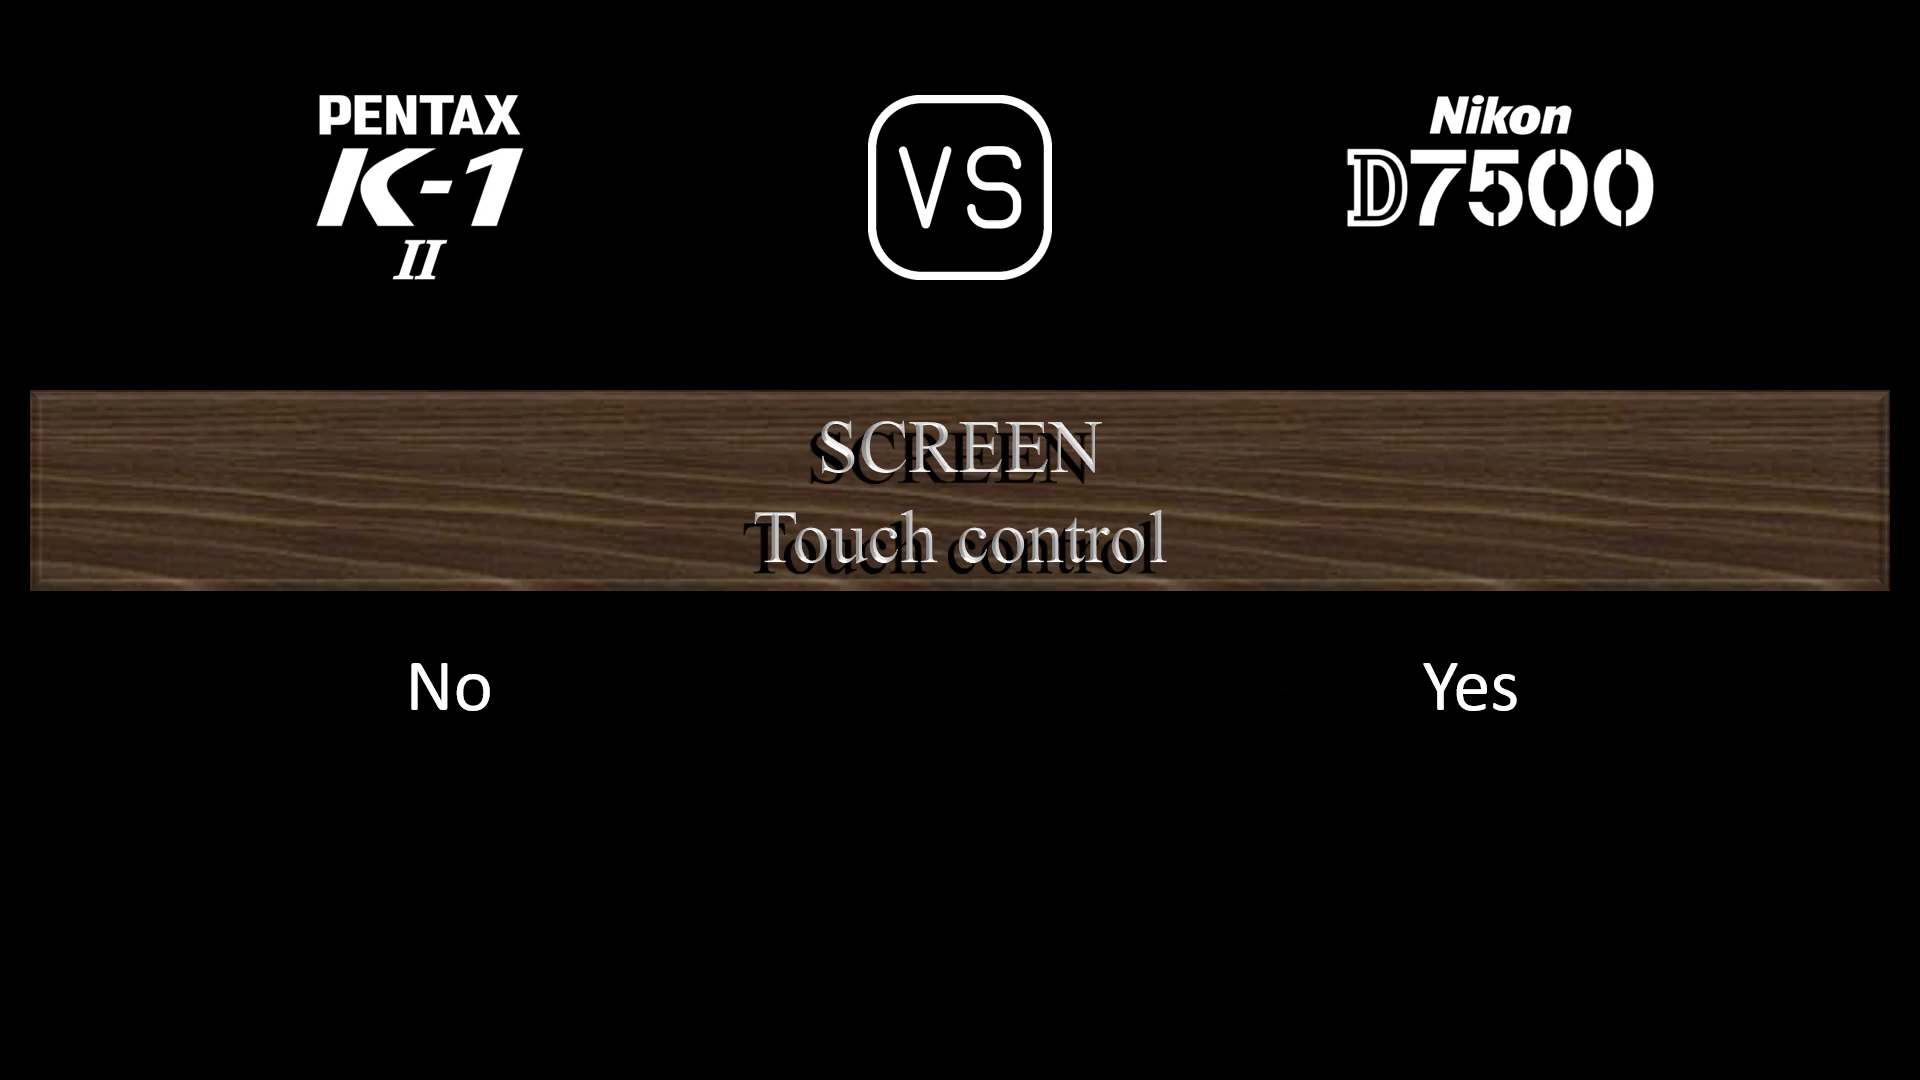 PENTAX
K-1
II
VS
Nikon
D7500
SCREEN
Touch control
No
Yes